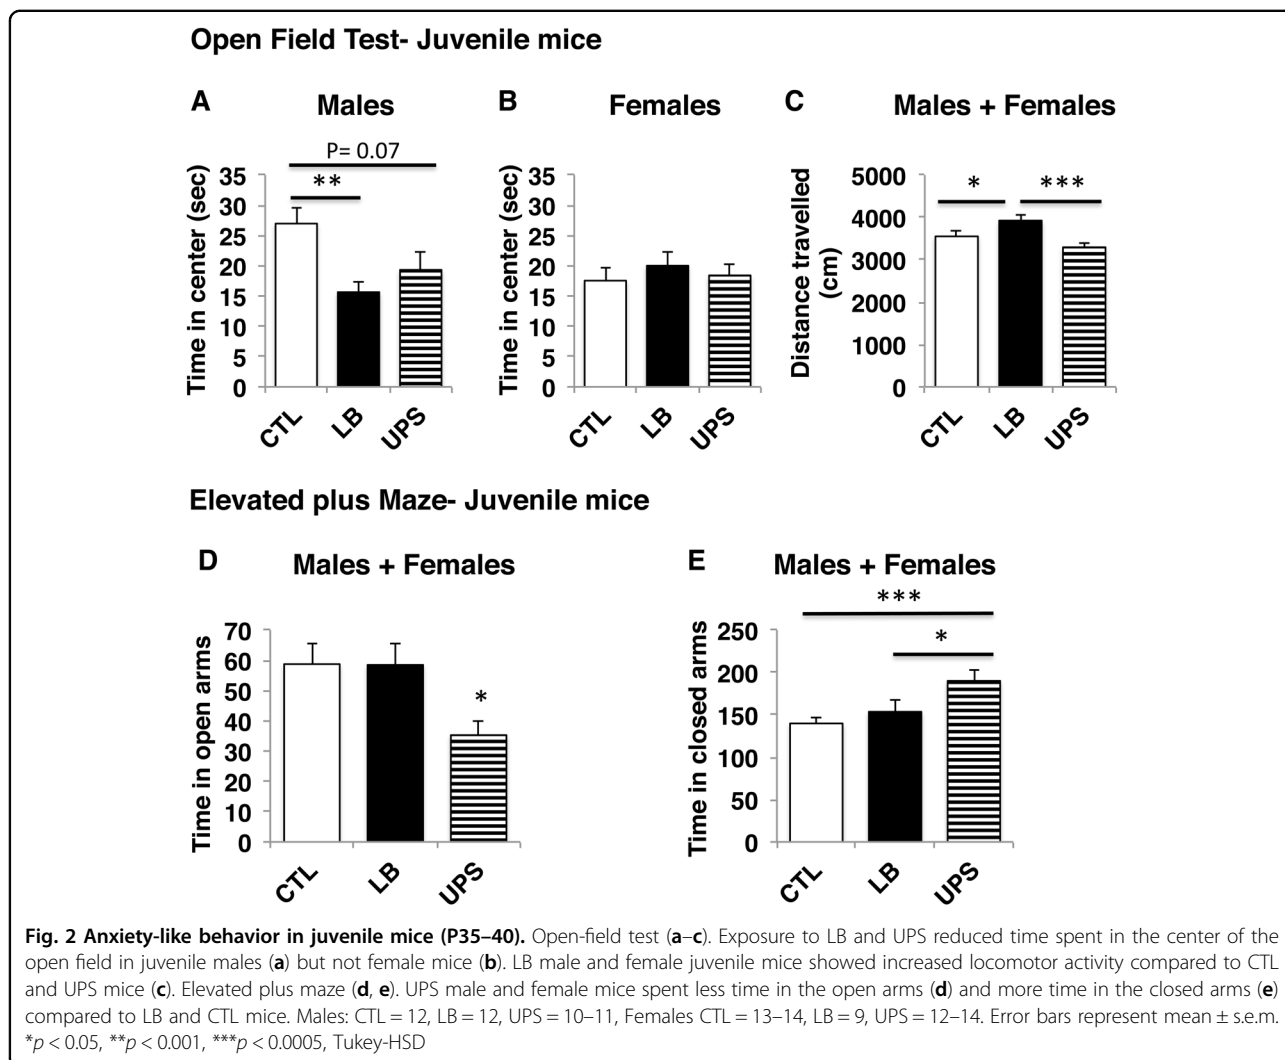 Open Field Test- Juvenile mice
A
Males
P= 0.07
**
Time in center (sec)
35
30
25
20
15
10
5
0
CTL
LB
UPS
B
Females
Time in center (sec)
35
30
25
20
15
10
5
0
CTL
LB
UPS
C
Males + Females
*
***
Distance travelled
(cm)
5000
4000
3000
2000
1000
0
CTL
LB
UPS
Elevated plus Maze- Juvenile mice
D
Males + Females
Time in open arms
70
60
50
40
30
20
10
0
*
CTL
LB
UPS
E
Males + Females
***
*
Time in closed arms
250
200
150
100
50
0
CTL
LB
UPS
Fig. 2 Anxiety-like behavior in juvenile mice (P35–40). Open-field test (a–c). Exposure to LB and UPS reduced time spent in the center of the
open field in juvenile males (a) but not female mice (b). LB male and female juvenile mice showed increased locomotor activity compared to CTL
and UPS mice (c). Elevated plus maze (d, e). UPS male and female mice spent less time in the open arms (d) and more time in the closed arms (e)
compared to LB and CTL mice. Males: CTL = 12, LB = 12, UPS = 10–11, Females CTL = 13–14, LB = 9, UPS = 12–14. Error bars represent mean ± s.e.m.
*p < 0.05, **p < 0.001, ***p < 0.0005, Tukey-HSD